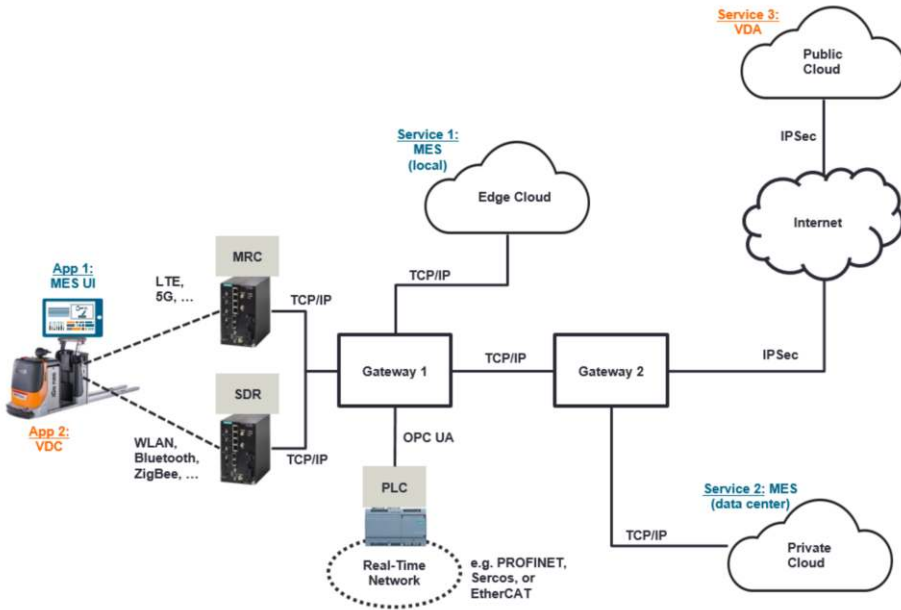 Service 3:
VDA
Public
Cloud
IPSec
Service 1:
MES
(local)
Edge Cloud
Internet
App 1:
MES UI
LTE,
5G, ...
MRC
TCP/IP
TCP/IP
Gateway 1
TCP/IP
Gateway 2
IPSec
App 2:
VDC
WLAN,
Bluetooth,
ZigBee, ...
SDR
TCP/IP
OPC UA
PLC
Real-Time
Network
e.g. PROFINET,
Sercos, or
EtherCAT
Service 2: MES
(data center)
TCP/IP
Private
Cloud